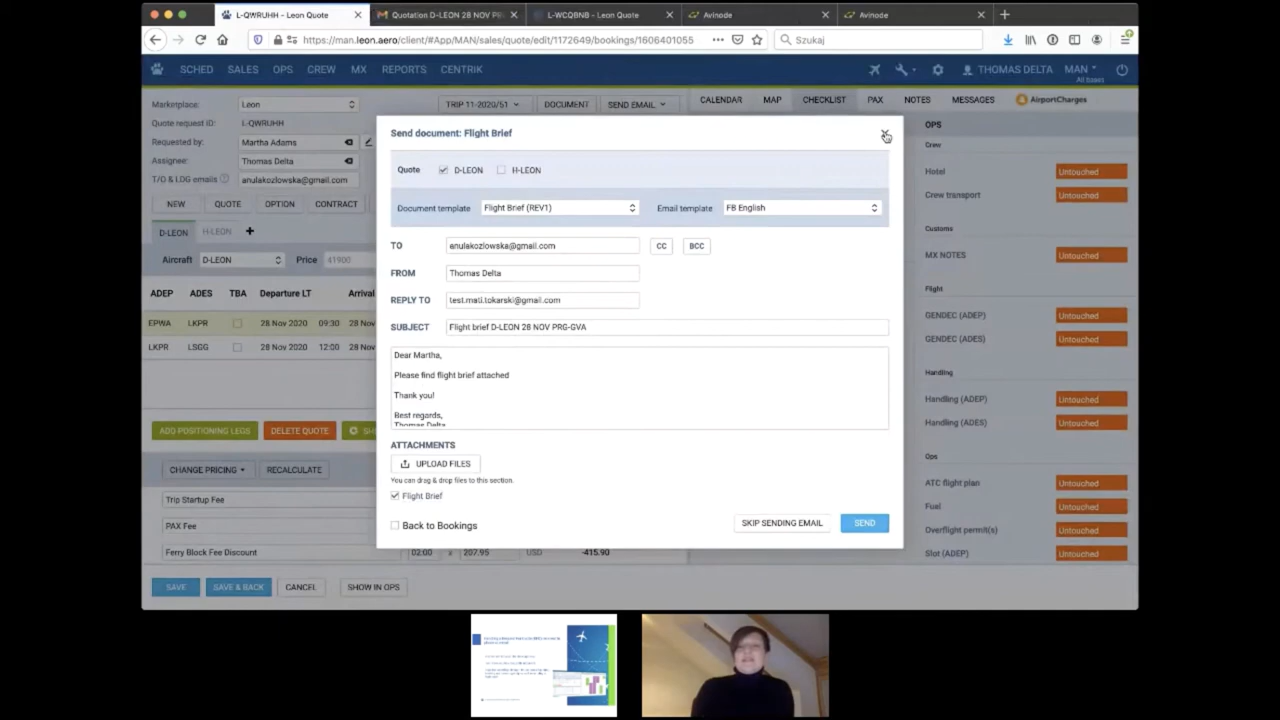 L-QWRUHH - Leon Quote
Quotation D-LEON 28 NOV PR
L-WCQBNB - Leon Quote
Avinode
Avinode
https://man.leon.aero/client/#App/MAN/sales/quote/edit/1172649/bookings/1606401055
Szukaj
SCHED SALES OPS CREW MX REPORTS CENTRIK THOMAS DELTA MAN
All bases
Marketplace: Leon TRIP 11-2020/51 DOCUMENT SEND EMAIL CALENDAR MAP CHECKLIST PAX NOTES MESSAGES AirportCharges
Quote request ID: L-QWRUHH
Requested by: Martha Adams
Assignee: Thomas Delta
T/O & LDG emails anulakozlowska@gmail.com
NEW QUOTE OPTION CONTRACT
D-LEON H-LEON
Aircraft D-LEON Price 41900
ADEP ADES TBA Departure LT Arrival
EPWA LKPR 28 Nov 2020 09:30 28 Nov
LKPR LSGG 28 Nov 2020 12:00 28 Nov
ADD POSITIONING LEGS DELETE QUOTE SH
CHANGE PRICING RECALCULATE
Trip Startup Fee
PAX Fee
Ferry Block Fee Discount 02:00 x 207.95 USD -415.90
SAVE SAVE & BACK CANCEL SHOW IN OPS
Send document: Flight Brief
Quote D-LEON H-LEON
Document template Flight Brief (REV1) Email template FB English
TO anulakozlowska@gmail.com CC BCC
FROM Thomas Delta
REPLY TO test.mati.tokarski@gmail.com
SUBJECT Flight brief D-LEON 28 NOV PRG-GVA
Dear Martha,
Please find flight brief attached
Thank you!
Best regards,
Thomas Delta
ATTACHMENTS
UPLOAD FILES
You can drag & drop files to this section.
Flight Brief
Back to Bookings SKIP SENDING EMAIL SEND
OPS
Crew
Hotel Untouched
Crew transport Untouched
Customs
MX NOTES Untouched
Flight
GENDEC (ADEP) Untouched
GENDEC (ADES) Untouched
Handling
Handling (ADEP) Untouched
Handling (ADES) Untouched
Ops
ATC flight plan Untouched
Fuel Untouched
Overflight permit(s) Untouched
Slot (ADEP) Untouched